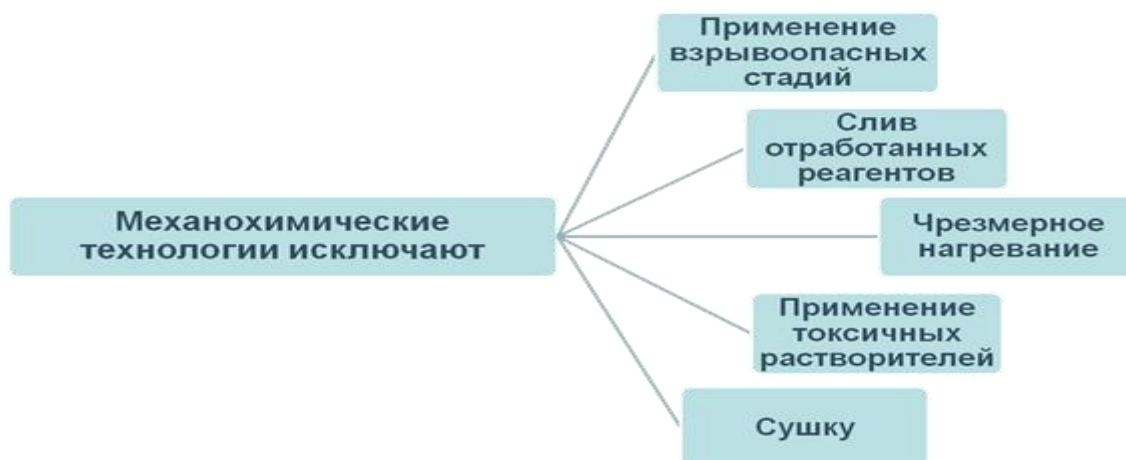 Механохимические
технологии исключают
Применение
взрывоопасных
стадий
Слив
отработанных
реагентов
Чрезмерное
нагревание
Применение
токсичных
растворителей
Сушку